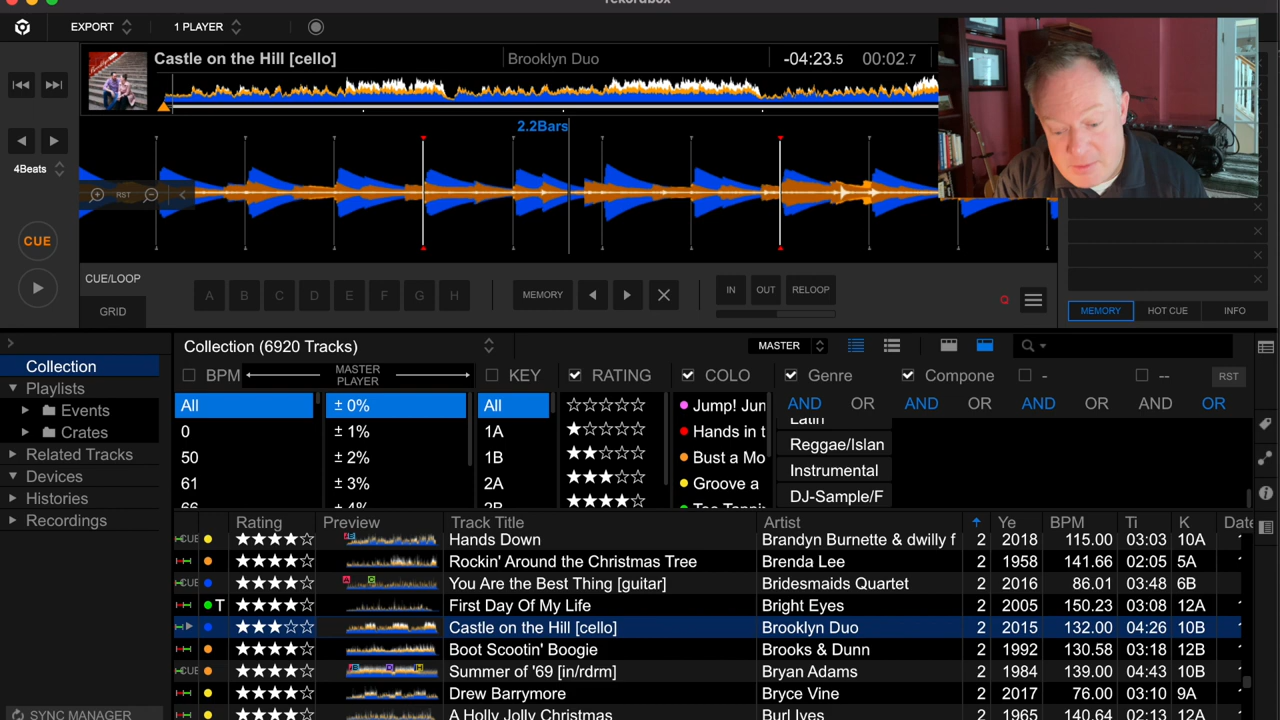 rekordbox
EXPORT
1 PLAYER
Castle on the Hill [cello]
Brooklyn Duo
-04:23.5
00:02.7
2.2Bars
4Beats
RST
CUE
CUE/LOOP
GRID
A B C D E F G H
MEMORY
IN
OUT
RELOOP
Q
MEMORY
HOT CUE
INFO
Collection
Playlists
Events
Crates
Related Tracks
Devices
Histories
Recordings
SYNC MANAGER
Collection (6920 Tracks)
MASTER
BPM
MASTER
PLAYER
KEY
RATING
COLO
Genre
Compone
-
--
RST
All
± 0%
All
Jump! Jun
AND OR AND OR AND OR AND OR
0
± 1%
1A
Hands in t
Latin
Reggae/Islan
50
± 2%
1B
Bust a Mo
Instrumental
61
± 3%
2A
Groove a
DJ-Sample/F
66
± 4%
2B
Toe Tappin
Rating Preview Track Title Artist Ye BPM Ti K Date
CUE Hands Down Brandyn Burnette & dwilly f 2 2018 115.00 03:03 10A
Rockin' Around the Christmas Tree Brenda Lee 2 1958 141.66 02:05 5A
CUE You Are the Best Thing [guitar] Bridesmaids Quartet 2 2016 86.01 03:48 6B
T First Day Of My Life Bright Eyes 2 2005 150.23 03:08 12A
Castle on the Hill [cello] Brooklyn Duo 2 2015 132.00 04:26 10B
Boot Scootin' Boogie Brooks & Dunn 2 1992 130.58 03:18 12B
CUE Summer of '69 [in/rdrm] Bryan Adams 2 1984 139.00 04:43 10B
Drew Barrymore Bryce Vine 2 2017 76.00 03:10 9A
A Holly Jolly Christmas Burl Ives 2 1965 140.64 02:13 12A